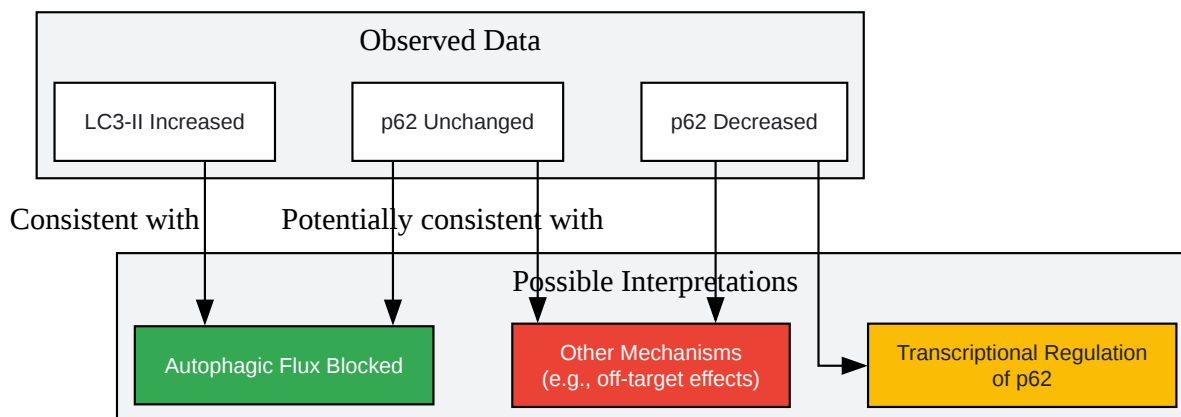 Observed Data
LC3-II Increased
p62 Unchanged
p62 Decreased
Consistent with
Potentially consistent with
Possible Interpretations
Autophagic Flux Blocked
Other Mechanisms
(e.g., off-target effects)
Transcriptional Regulation
of p62